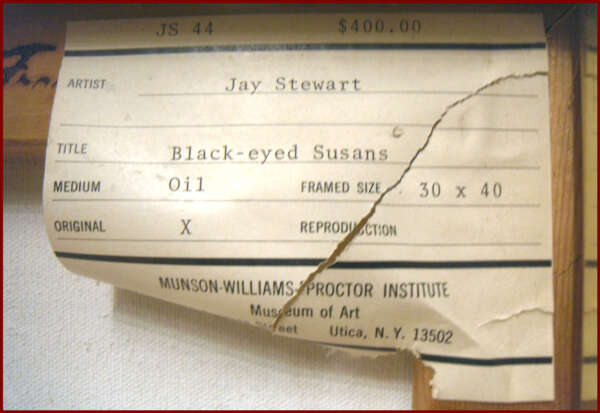 JS 44 $400.00
ARTIST Jay Stewart
TITLE Black-eyed Susans
MEDIUM Oil FRAMED SIZE 30 x 40
ORIGINAL X REPRODUCTION
MUNSON-WILLIAMS-PROCTOR INSTITUTE
Museum of Art
Street Utica, N. Y. 13502